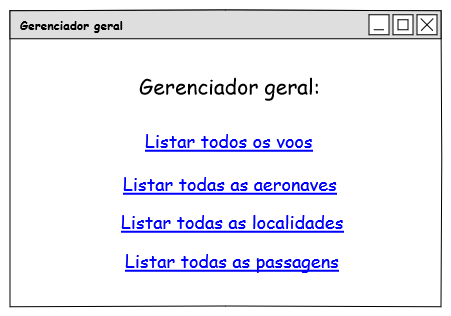 Gerenciador geral
Gerenciador geral:
Listar todos os voos
Listar todas as aeronaves
Listar todas as localidades
Listar todas as passagens